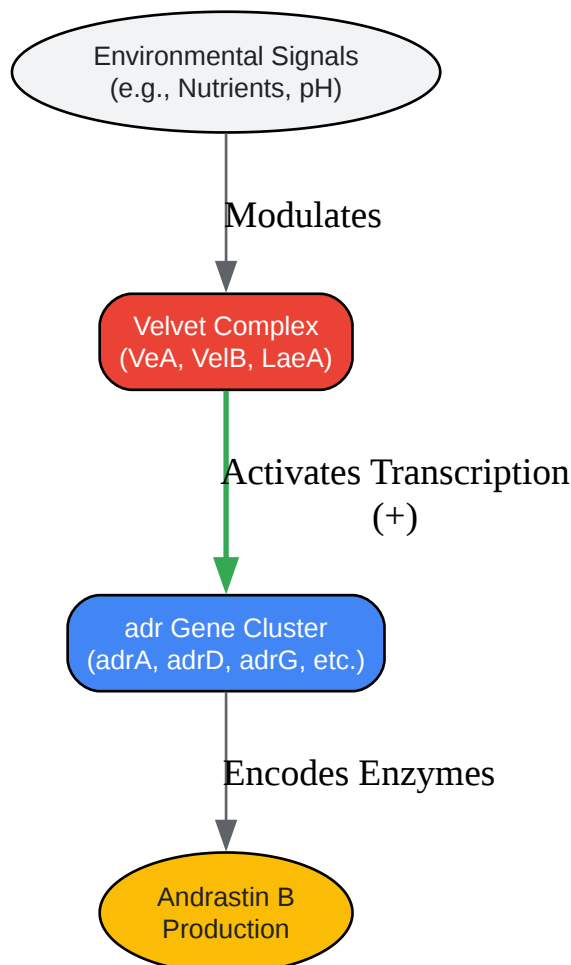 Environmental Signals
(e.g., Nutrients, pH)
Modulates
Velvet Complex
(VeA, VelB, LaeA)
Activates Transcription
(+)
adr Gene Cluster
(adrA, adrD, adrG, etc.)
Encodes Enzymes
Andrastin B
Production